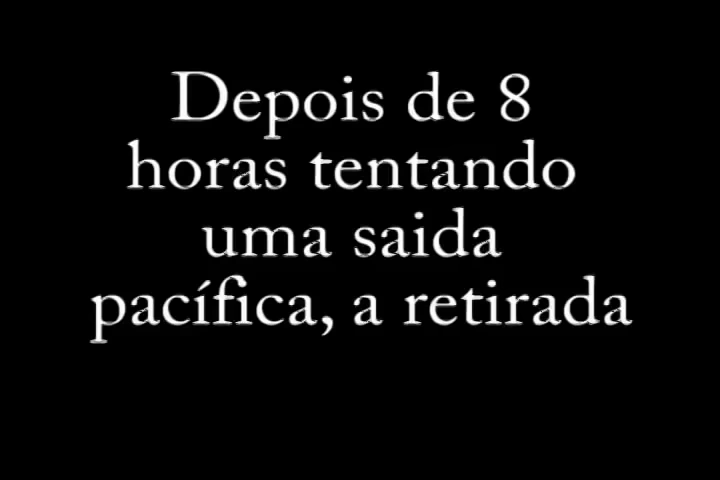 Depois de 8
horas tentando
uma saida
pacífica, a retirada